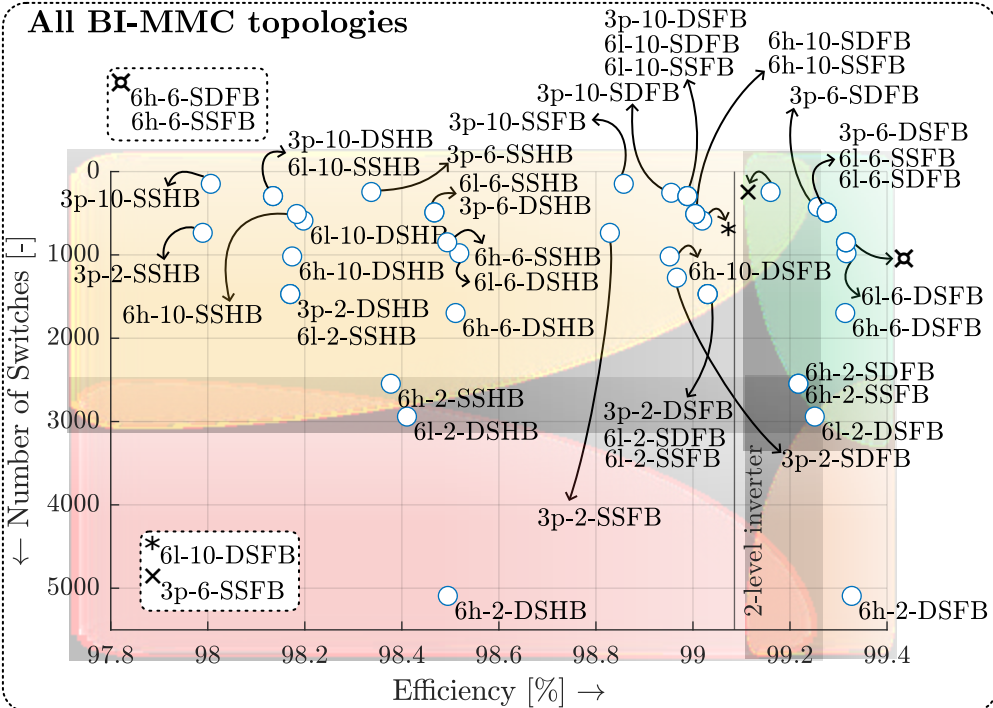 All BI-MMC topologies
6h-6-SDFB
6h-6-SSFB
3p-10-DSFB
6l-10-SDFB
6l-10-SSFB
6h-10-SDFB
6h-10-SSFB
3p-10-SDFB
3p-6-SDFB
3p-10-SSFB
3p-10-DSHB
6l-10-SSHB
3p-6-SSHB
6l-6-SSHB
3p-6-DSHB
3p-6-DSFB
6l-6-SSFB
6l-6-SDFB
3p-10-SSHB
6l-10-DSHB
3p-2-SSHB
6h-10-DSHB
6h-6-SSHB
6l-6-DSHB
6h-10-DSFB
6h-10-SSHB
3p-2-DSHB
6l-2-SSHB
6h-6-DSHB
6l-6-DSFB
6h-6-DSFB
6h-2-SSHB
6l-2-DSHB
3p-2-DSFB
6l-2-SDFB
6l-2-SSFB
6h-2-SDFB
6h-2-SSFB
6l-2-DSFB
3p-2-SDFB
3p-2-SSFB
2-level inverter
* 6l-10-DSFB
× 3p-6-SSFB
6h-2-DSHB
6h-2-DSFB
0
1000
2000
3000
4000
5000
← Number of Switches [-]
97.8 98 98.2 98.4 98.6 98.8 99 99.2 99.4
Efficiency [%] →